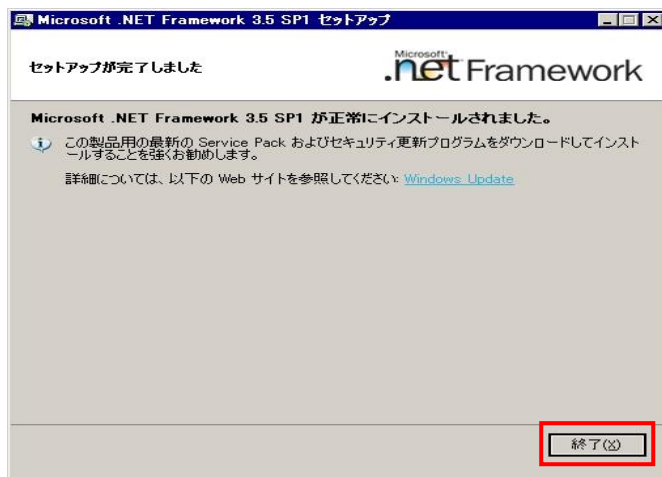 Microsoft .NET Framework 3.5 SP1 セットアップ
セットアップが完了しました
Microsoft®
.net Framework
Microsoft .NET Framework 3.5 SP1 が正常にインストールされました。
この製品用の最新の Service Pack およびセキュリティ更新プログラムをダウンロードしてインスト
ールすることを強くお勧めします。
詳細については、以下の Web サイトを参照してください: Windows Update
終了(X)